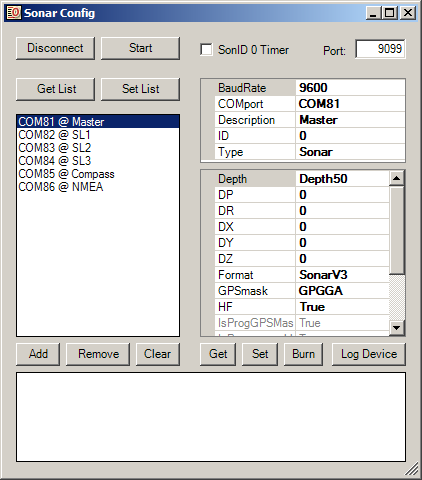 Sonar Config
Disconnect Start SonID 0 Timer Port: 9099
Get List Set List
COM81 @ Master
COM82 @ SL1
COM83 @ SL2
COM84 @ SL3
COM85 @ Compass
COM86 @ NMEA
BaudRate 9600
COMport COM81
Description Master
ID 0
Type Sonar
Depth Depth50
DP 0
DR 0
DX 0
DY 0
DZ 0
Format SonarV3
GPSmask GPGGA
HF True
IsProgGPSMas True
Add Remove Clear Get Set Burn Log Device